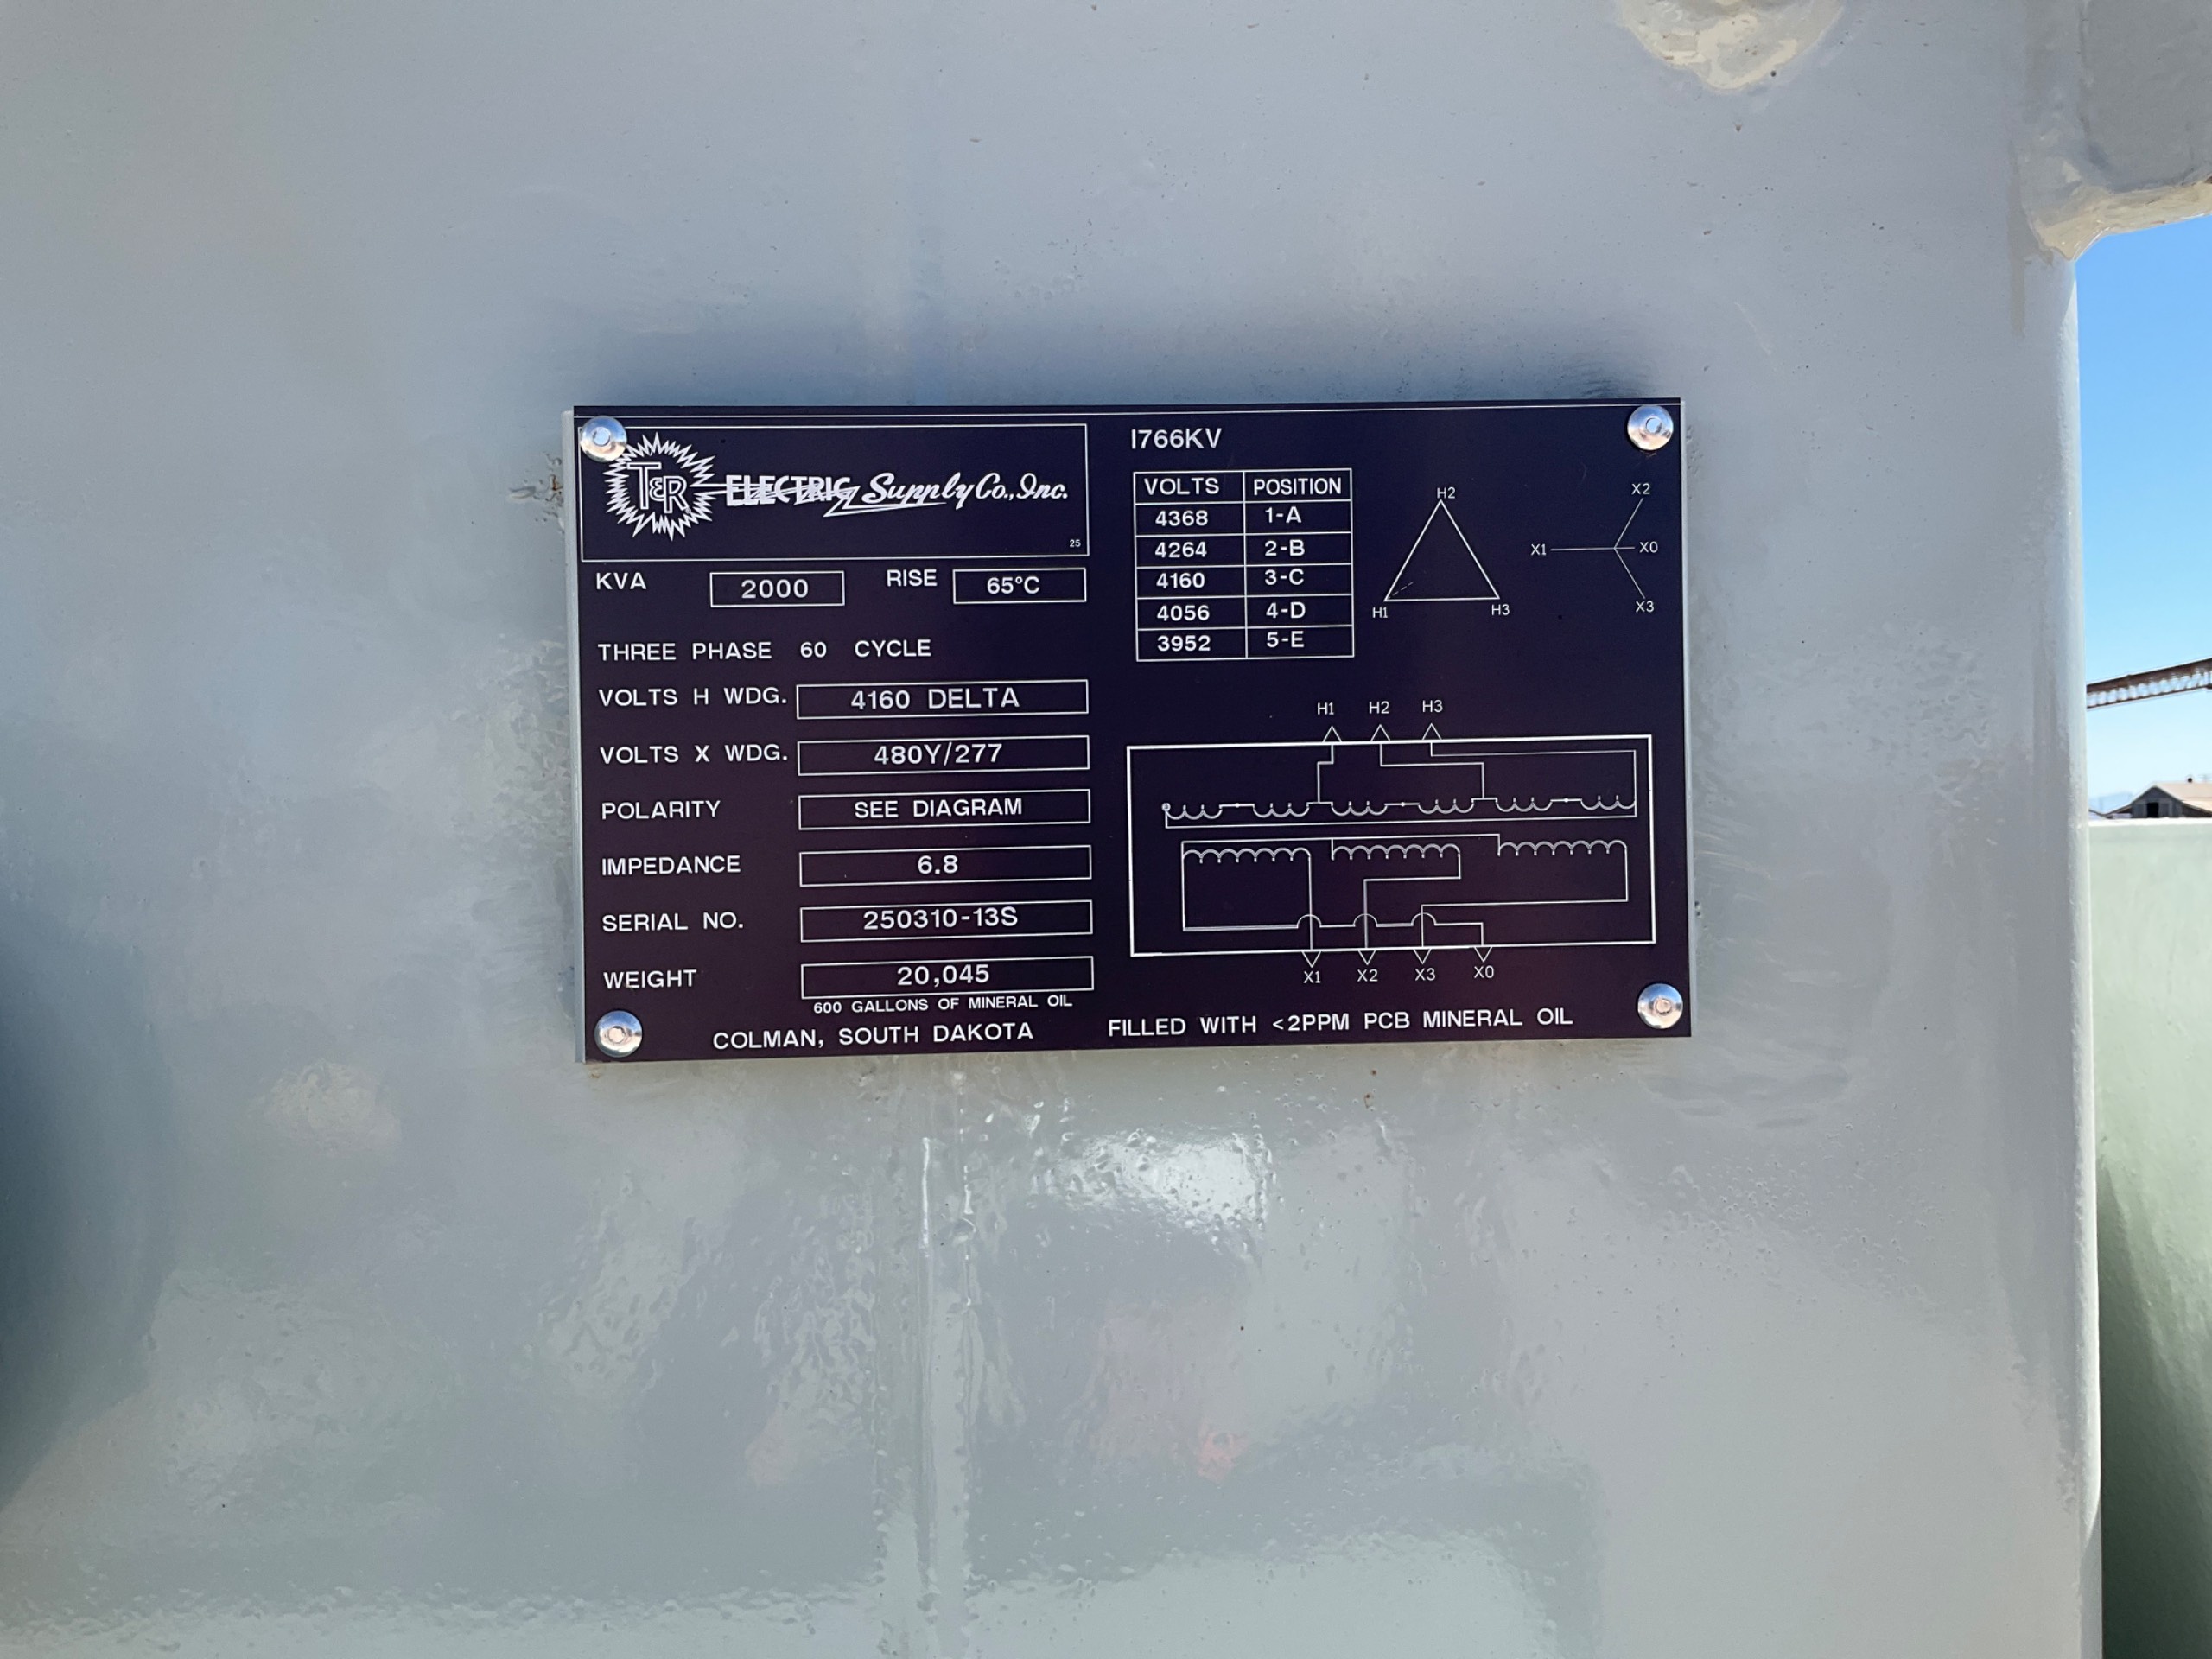 T&R ELECTRIC Supply Co., Inc.
25
KVA 2000 RISE 65°C
THREE PHASE 60 CYCLE
VOLTS H WDG. 4160 DELTA
VOLTS X WDG. 480Y/277
POLARITY SEE DIAGRAM
IMPEDANCE 6.8
SERIAL NO. 250310-13S
WEIGHT 20,045
600 GALLONS OF MINERAL OIL
COLMAN, SOUTH DAKOTA
1766KV
VOLTS POSITION
4368 1-A
4264 2-B
4160 3-C
4056 4-D
3952 5-E
H2
H1 H3
X2
X1 X0
X3
H1 H2 H3
X1 X2 X3 X0
FILLED WITH <2PPM PCB MINERAL OIL